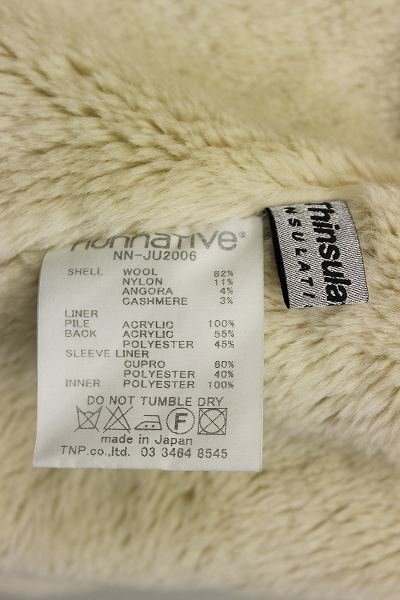 nonnative®
NN-JU2006
SHELL WOOL 82%
NYLON 11%
ANGORA 4%
CASHMERE 3%
LINER
PILE ACRYLIC 100%
BACK ACRYLIC 55%
POLYESTER 45%
SLEEVE LINER
CUPRO 60%
POLYESTER 40%
INNER POLYESTER 100%
DO NOT TUMBLE DRY
F
made in Japan
TNP.co.,ltd. 03 3464 8545
Thinsula
NSULATI